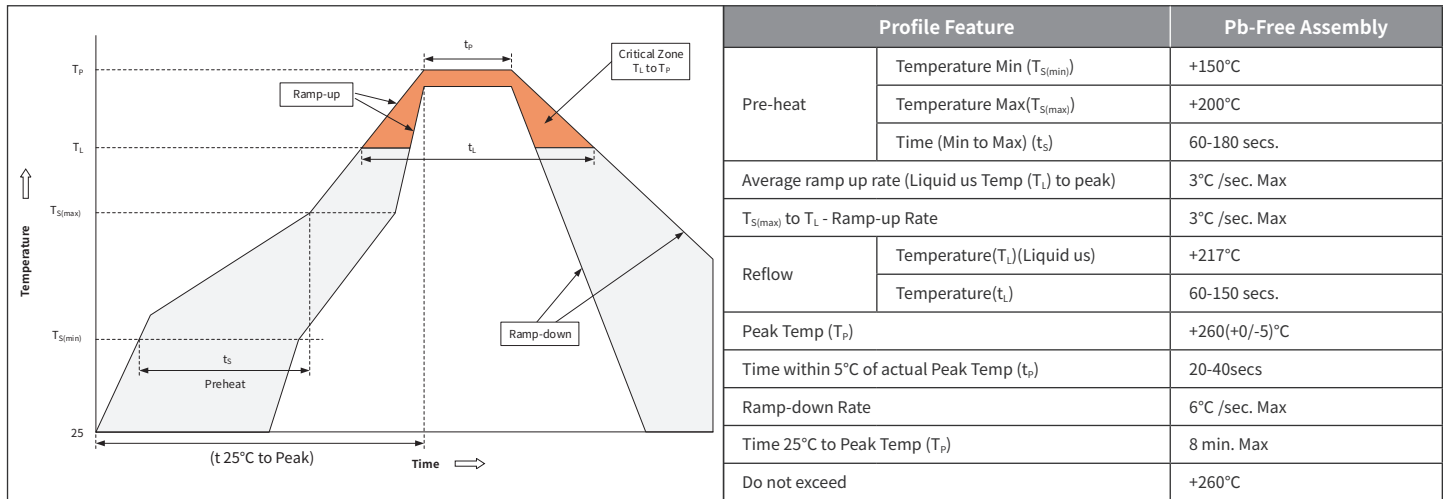 tP
Critical Zone
TL to TP
TP
Ramp-up
TL
tL
TS(max)
Temperature
TS(min)
Ramp-down
tS
Preheat
25
(t 25°C to Peak)
Time
Profile Feature Pb-Free Assembly
Pre-heat
Temperature Min (TS(min)) +150°C
Temperature Max(TS(max)) +200°C
Time (Min to Max) (tS) 60-180 secs.
Average ramp up rate (Liquid us Temp (TL) to peak) 3°C /sec. Max
TS(max) to TL - Ramp-up Rate 3°C /sec. Max
Reflow
Temperature(TL)(Liquid us) +217°C
Temperature(tL) 60-150 secs.
Peak Temp (TP) +260(+0/-5)°C
Time within 5°C of actual Peak Temp (tP) 20-40secs
Ramp-down Rate 6°C /sec. Max
Time 25°C to Peak Temp (TP) 8 min. Max
Do not exceed +260°C